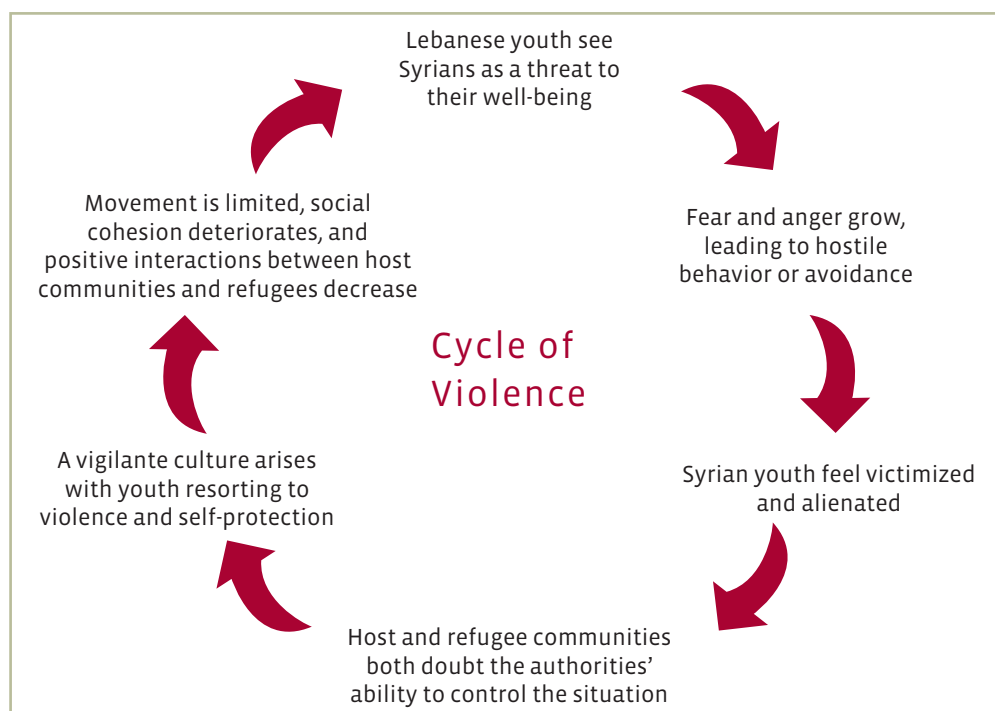 Lebanese youth see
Syrians as a threat to
their well-being
Fear and anger grow,
leading to hostile
behavior or avoidance
Syrian youth feel victimized
and alienated
Host and refugee communities
both doubt the authorities’
ability to control the situation
A vigilante culture arises
with youth resorting to
violence and self-protection
Movement is limited, social
cohesion deteriorates, and
positive interactions between host
communities and refugees decrease
Cycle of
Violence